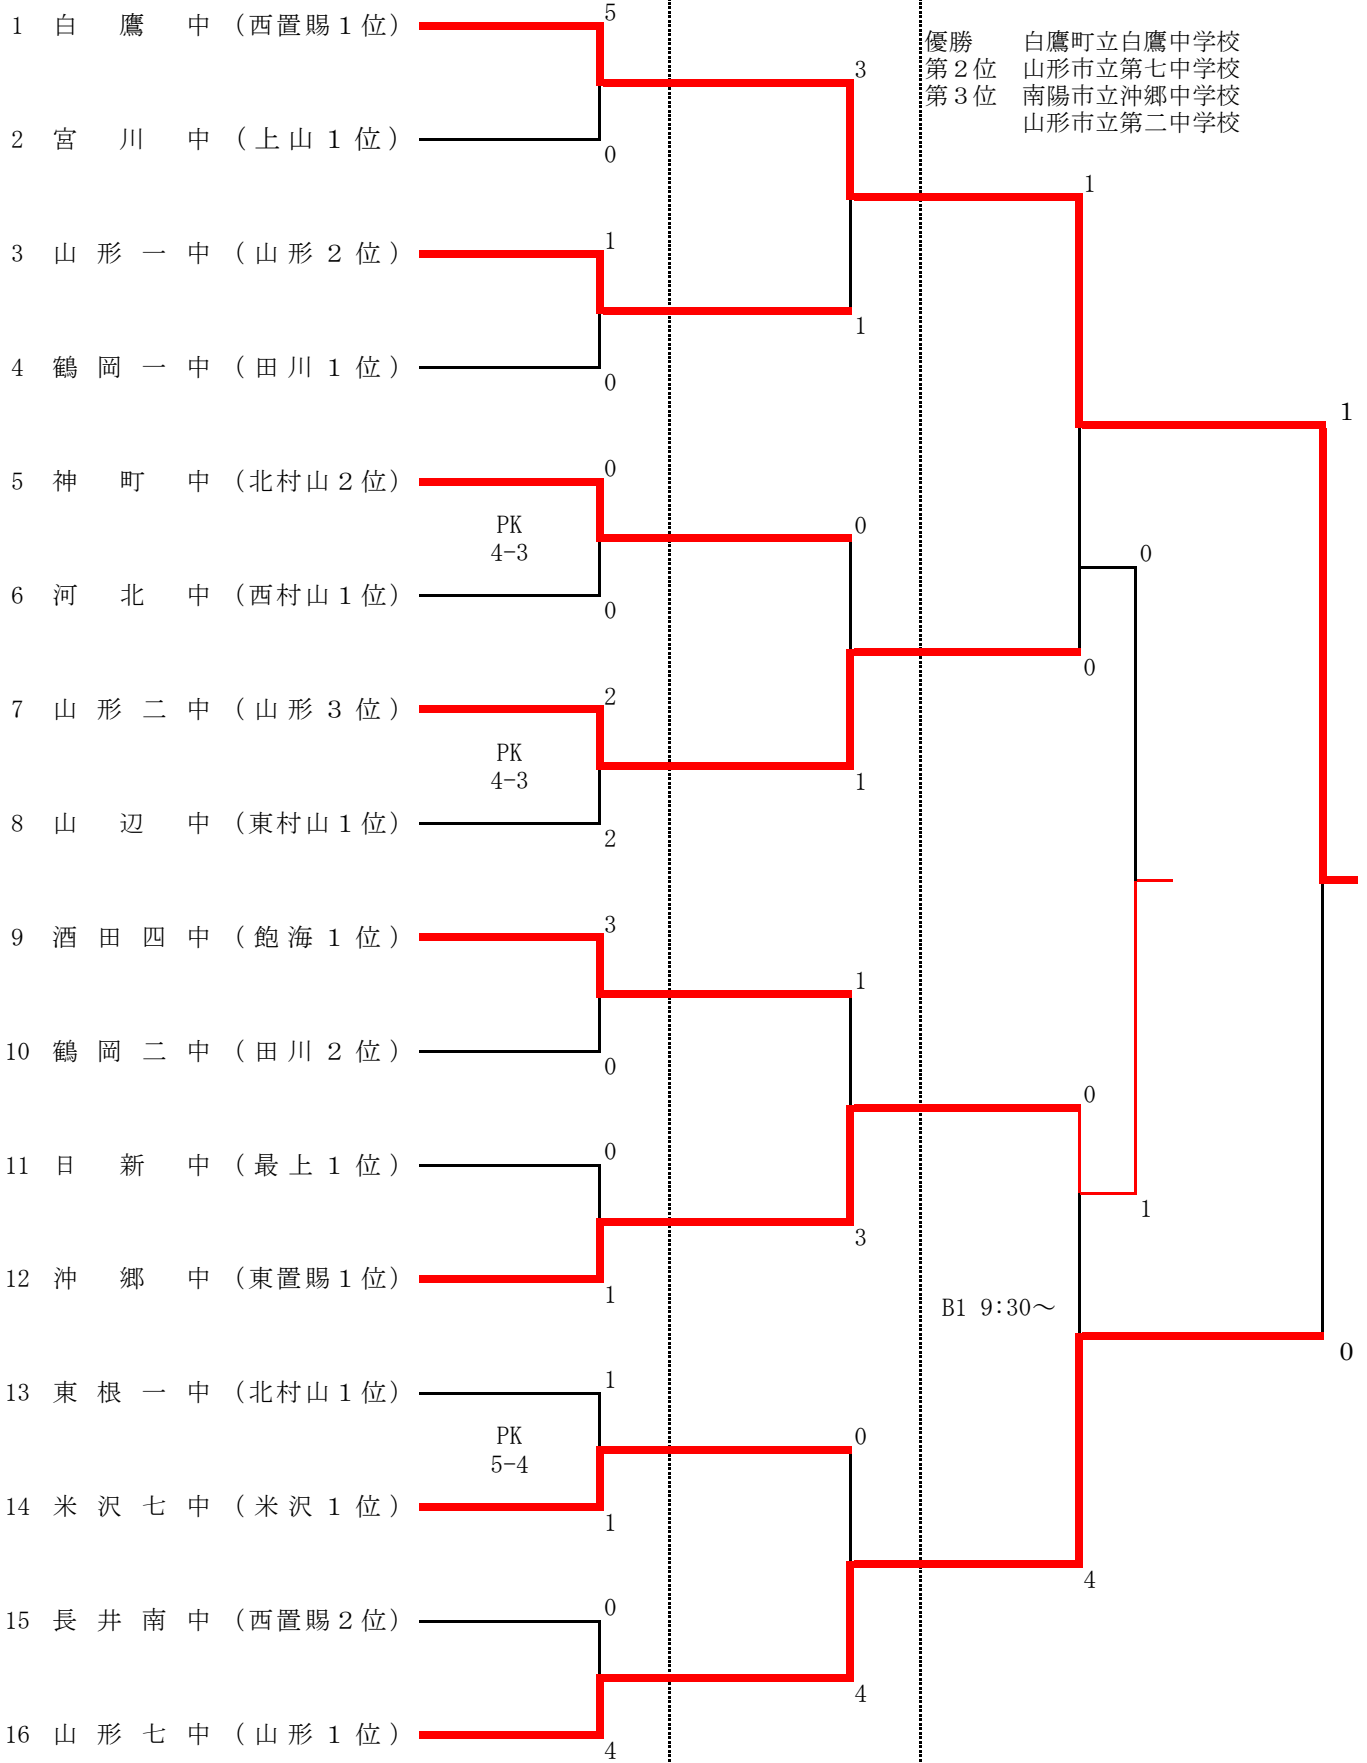 優勝　白鷹町立白鷹中学校
第２位　山形市立第七中学校
第３位　南陽市立沖郷中学校
山形市立第二中学校
1 白鷹中（西置賜１位） 5
3
2 宮川中（上山１位） 0
1
3 山形一中（山形２位） 1
1
4 鶴岡一中（田川１位） 0
1
5 神町中（北村山２位） 0
PK
4-3
0
0
6 河北中（西村山１位） 0
0
7 山形二中（山形３位） 2
PK
4-3
1
8 山辺中（東村山１位） 2
9 酒田四中（飽海１位） 3
1
10 鶴岡二中（田川２位） 0
0
11 日新中（最上１位） 0
1
3
12 沖郷中（東置賜１位） 1
B1 9:30～
0
13 東根一中（北村山１位） 1
PK
5-4
0
14 米沢七中（米沢１位） 1
4
15 長井南中（西置賜２位） 0
4
16 山形七中（山形１位） 4